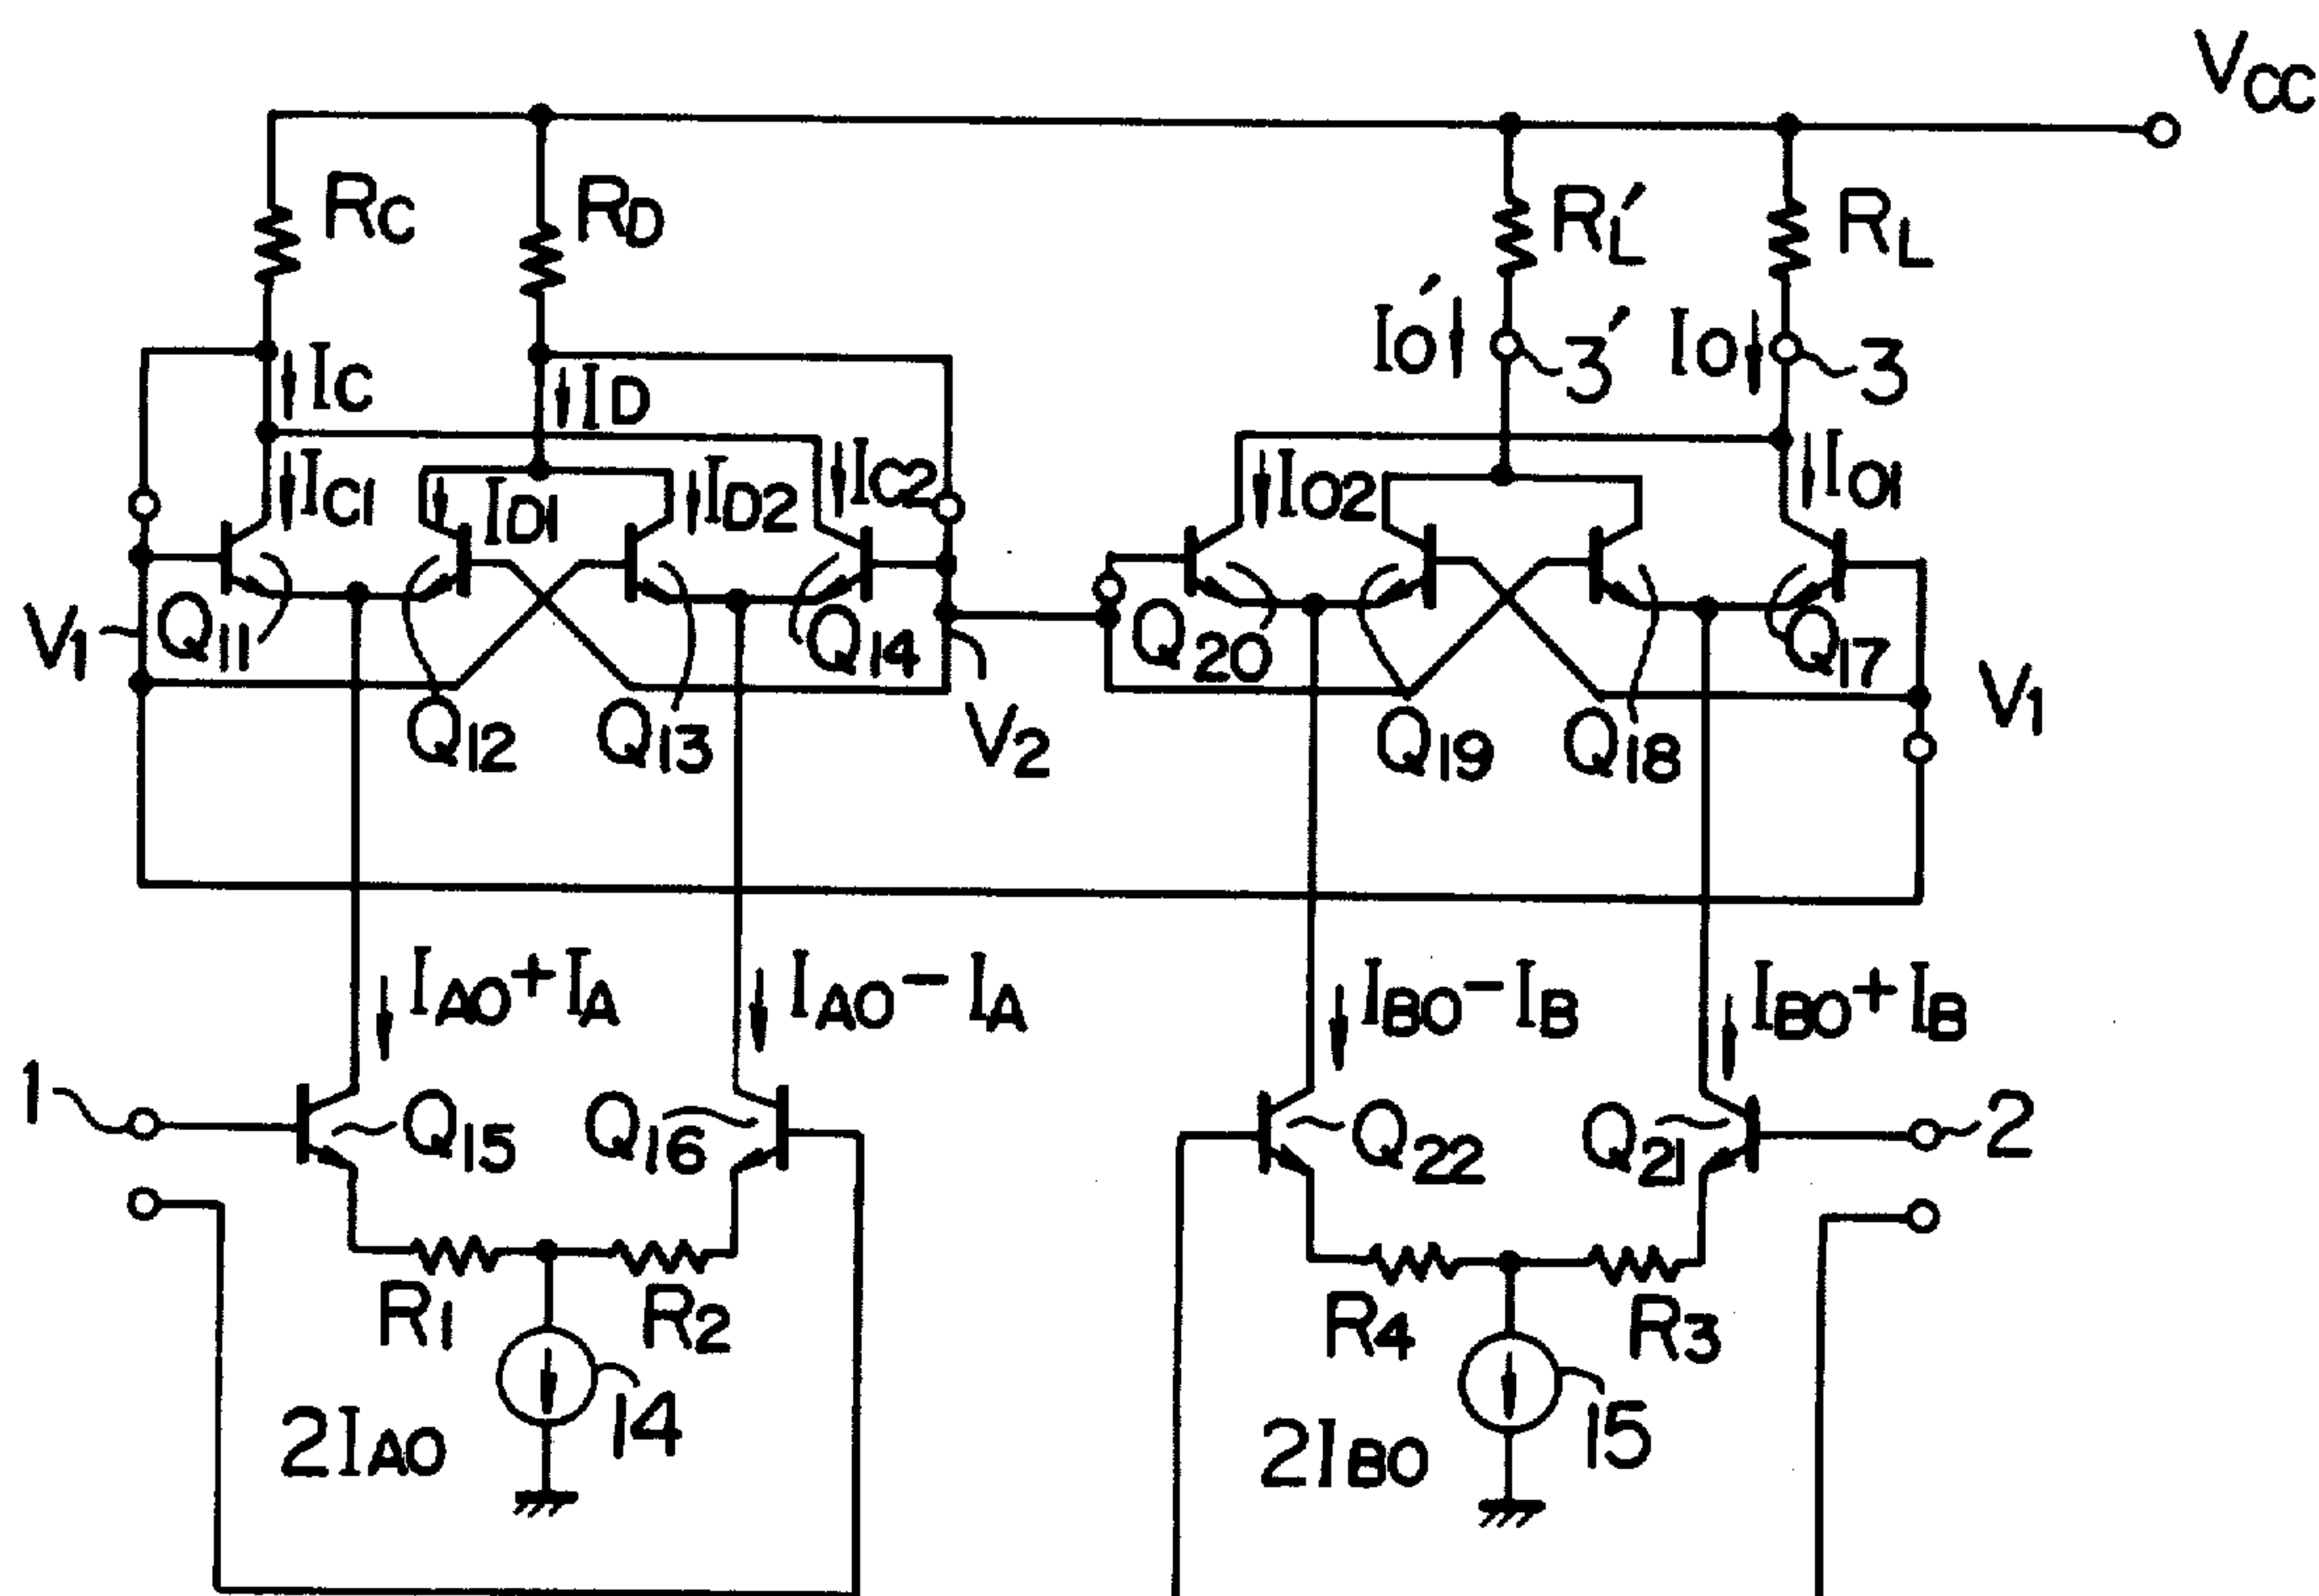 VCC
RC
RD
RL'
RL
IO'
3'
IO
3
IC
ID
IC1
ID1
ID2
IC2
IO2
IO1
V1
Q11
Q12
Q13
Q14
V2
Q20
Q19
Q18
Q17
V1
IAO+IA
IAO-IA
IBO-IB
IBO+IB
1
Q15
Q16
Q22
Q21
2
R1
R2
R4
R3
2IAO
14
2IBO
15